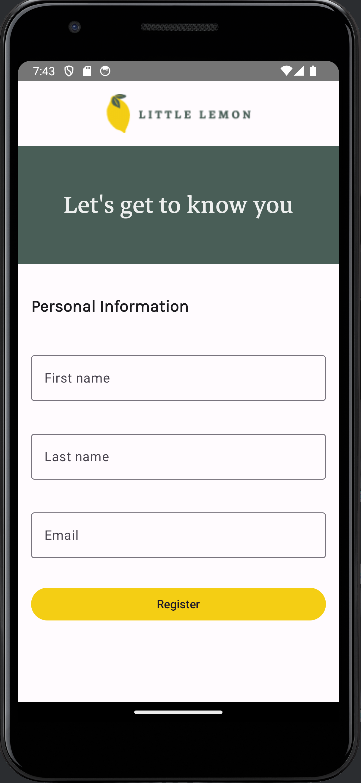 7:43
LITTLE LEMON
Let's get to know you
Personal Information
First name
Last name
Email
Register